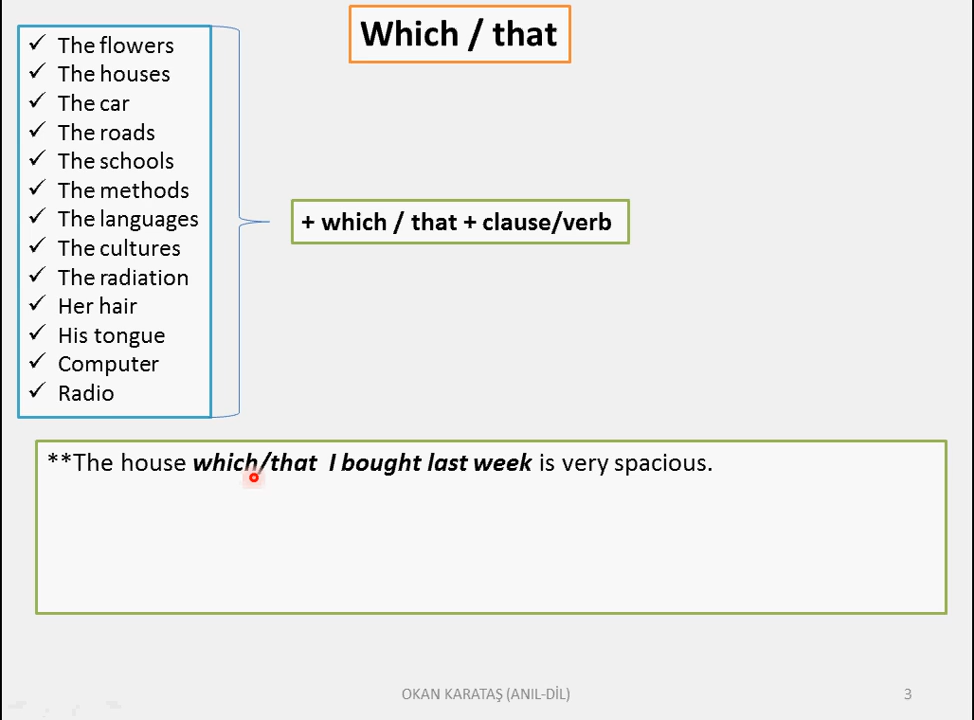 Which / that
✓ The flowers
✓ The houses
✓ The car
✓ The roads
✓ The schools
✓ The methods
✓ The languages
✓ The cultures
✓ The radiation
✓ Her hair
✓ His tongue
✓ Computer
✓ Radio
+ which / that + clause/verb
**The house which/that I bought last week is very spacious.
OKAN KARATAŞ (ANIL-DİL)
3